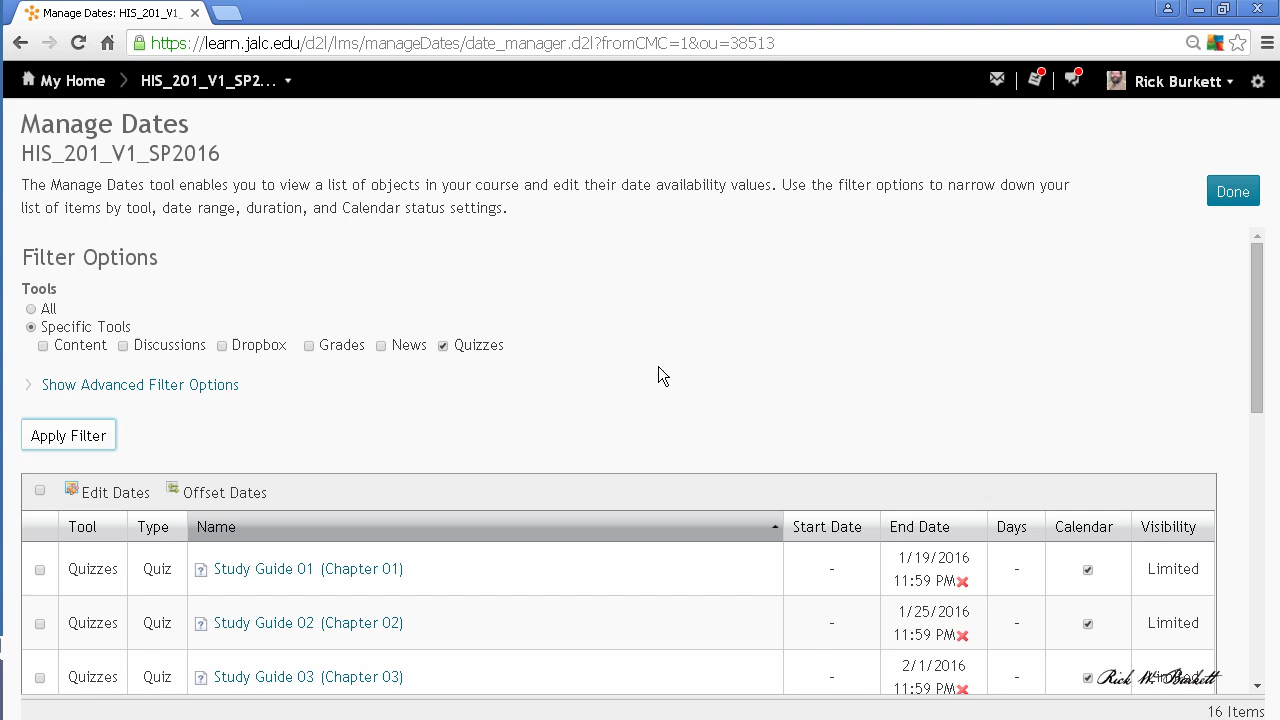 Manage Dates: HIS_201_V1_
https://learn.jalc.edu/d2l/lms/manageDates/date_manager.d2l?fromCMC=1&ou=38513
My Home HIS_201_V1_SP2... Rick Burkett
Manage Dates
HIS_201_V1_SP2016
The Manage Dates tool enables you to view a list of objects in your course and edit their date availability values. Use the filter options to narrow down your
list of items by tool, date range, duration, and Calendar status settings.
Done
Filter Options
Tools
All
Specific Tools
Content Discussions Dropbox Grades News Quizzes
Show Advanced Filter Options
Apply Filter
Edit Dates Offset Dates
Tool Type Name Start Date End Date Days Calendar Visibility
Quizzes Quiz Study Guide 01 (Chapter 01) - 1/19/2016 11:59 PM - Limited
Quizzes Quiz Study Guide 02 (Chapter 02) - 1/25/2016 11:59 PM - Limited
Quizzes Quiz Study Guide 03 (Chapter 03) - 2/1/2016 11:59 PM -
Rick W. Burkett
16 Items